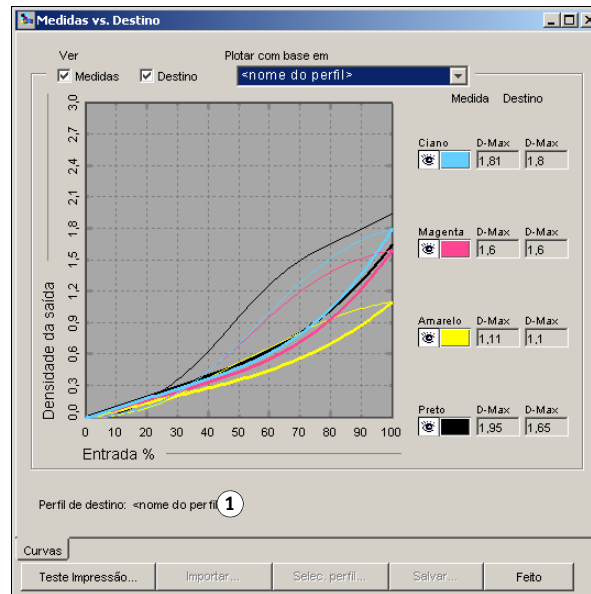 Medidas vs. Destino
Ver
Plotar com base em
Medidas
Destino
<nome do perfil>
Medida Destino
3,0
2,7
2,4
2,1
1,8
1,5
1,2
0,9
0,6
0,3
0,0
Densidade da saída
0 10 20 30 40 50 60 70 80 90 100
Entrada %
Ciano D-Max D-Max
1,81 1,8
Magenta D-Max D-Max
1,6 1,6
Amarelo D-Max D-Max
1,11 1,1
Preto D-Max D-Max
1,95 1,65
Perfil de destino: <nome do perfil
1
Curvas
Teste Impressão... Importar... Selec. perfil... Salvar... Feito